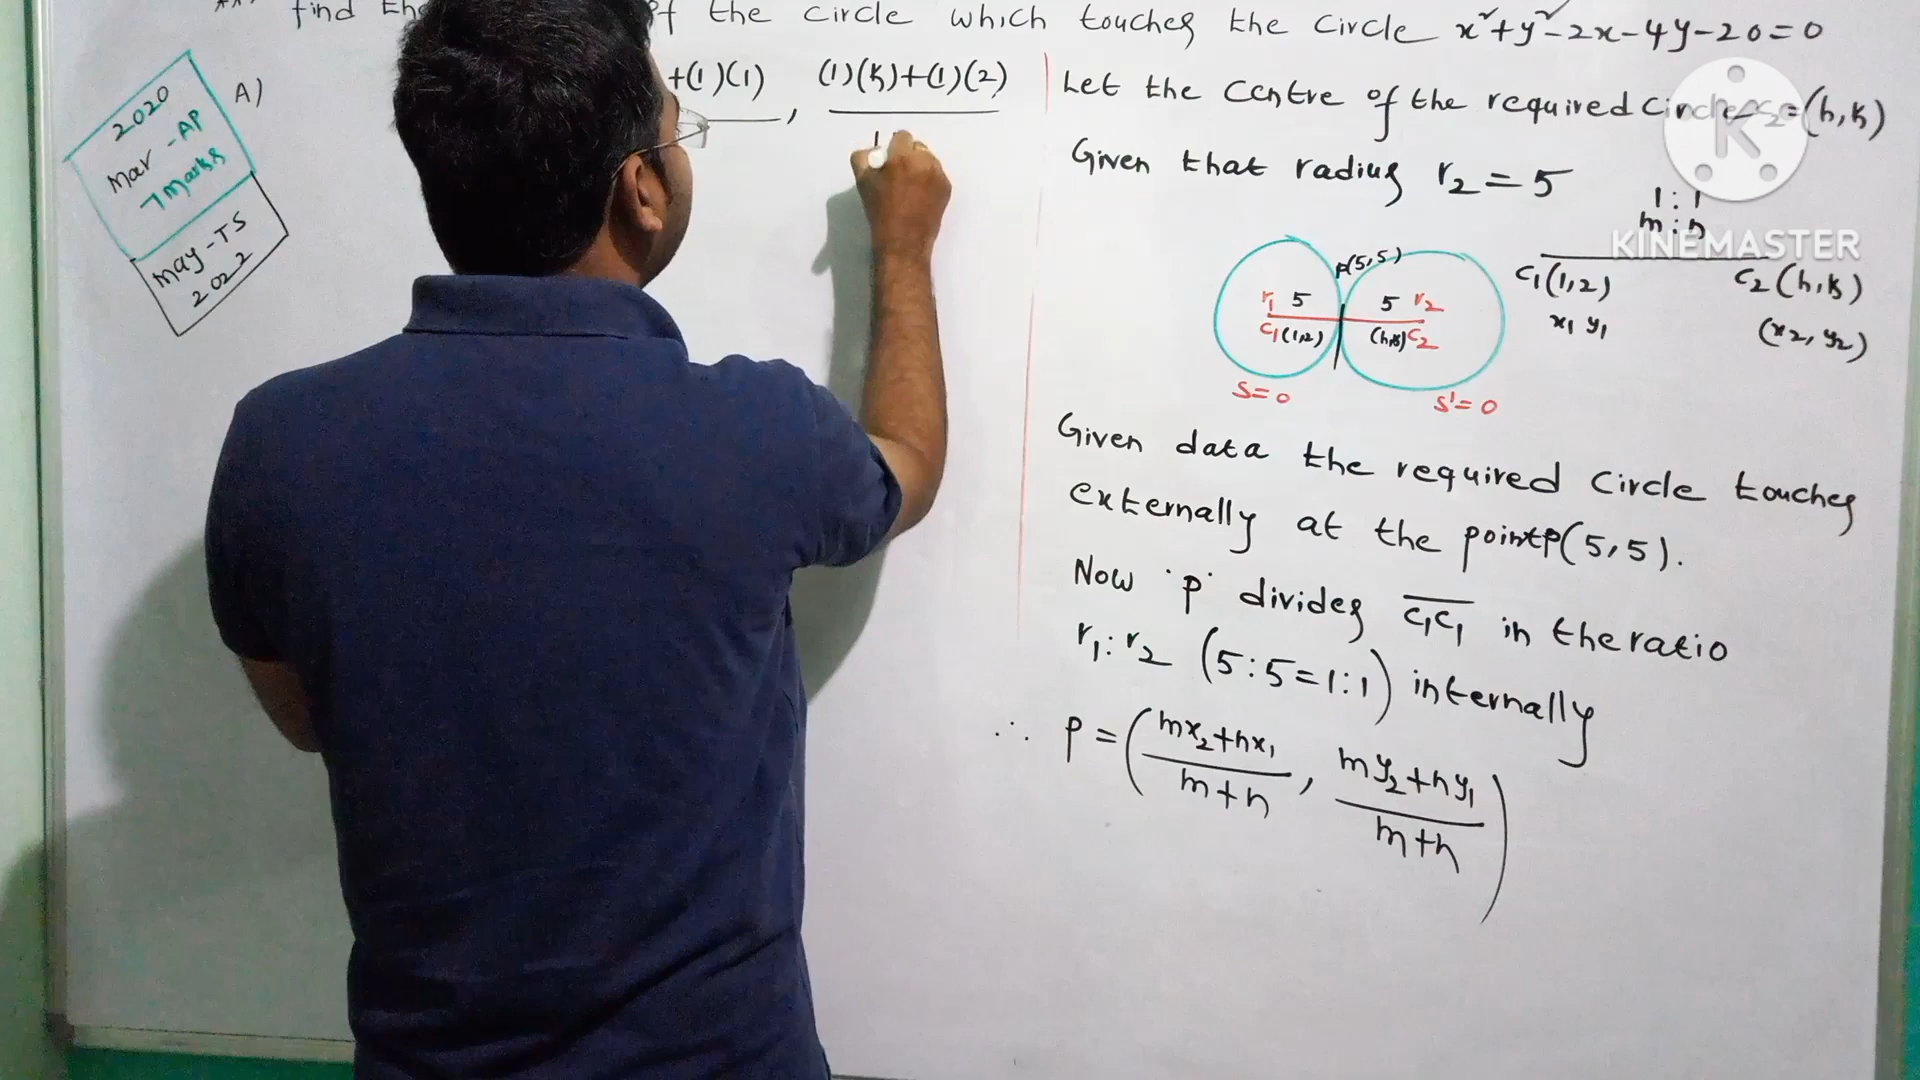 find the of the circle which touches the circle x²+y²-2x-4y-20=0
2020
Mar -AP
7 Marks
May -TS
2022
A)
+(1)(1) , (1)(k)+(1)(2)
1
Let the centre of the required circle C2=(h,k)
Given that radius r2=5
1:1
m:n
KINEMASTER
C1(1,2) C2(h,k)
x1 y1 (x2, y2)
P(5,5)
r1 5 5 r2
C1(1,2) (h,k)C2
S=0 S'=0
Given data the required circle touches
externally at the point P(5,5).
Now 'P' divides C1C1 in the ratio
r1:r2 (5:5=1:1) internally
∴ P=(mx2+nx1/m+n , my2+ny1/m+n)